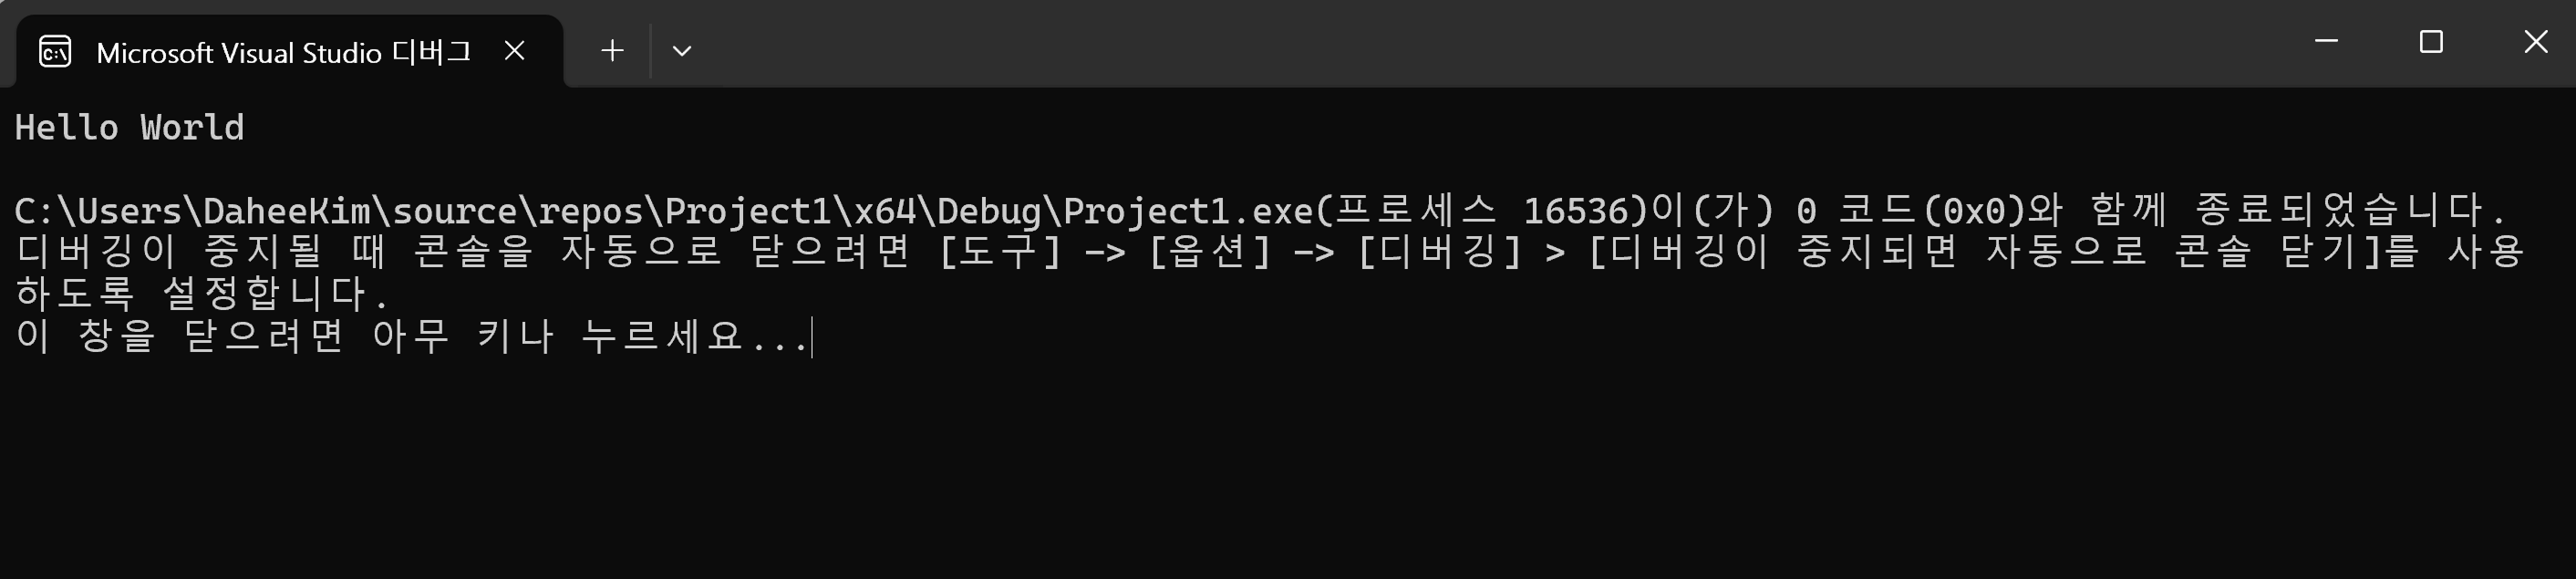 Microsoft Visual Studio 디버그
Hello World
C:\Users\DaheeKim\source\repos\Project1\x64\Debug\Project1.exe(프로세스 16536)이(가) 0 코드(0x0)와 함께 종료되었습니다.
디버깅이 중지될 때 콘솔을 자동으로 닫으려면 [도구] -> [옵션] -> [디버깅] > [디버깅이 중지되면 자동으로 콘솔 닫기]를 사용
하도록 설정합니다.
이 창을 닫으려면 아무 키나 누르세요...